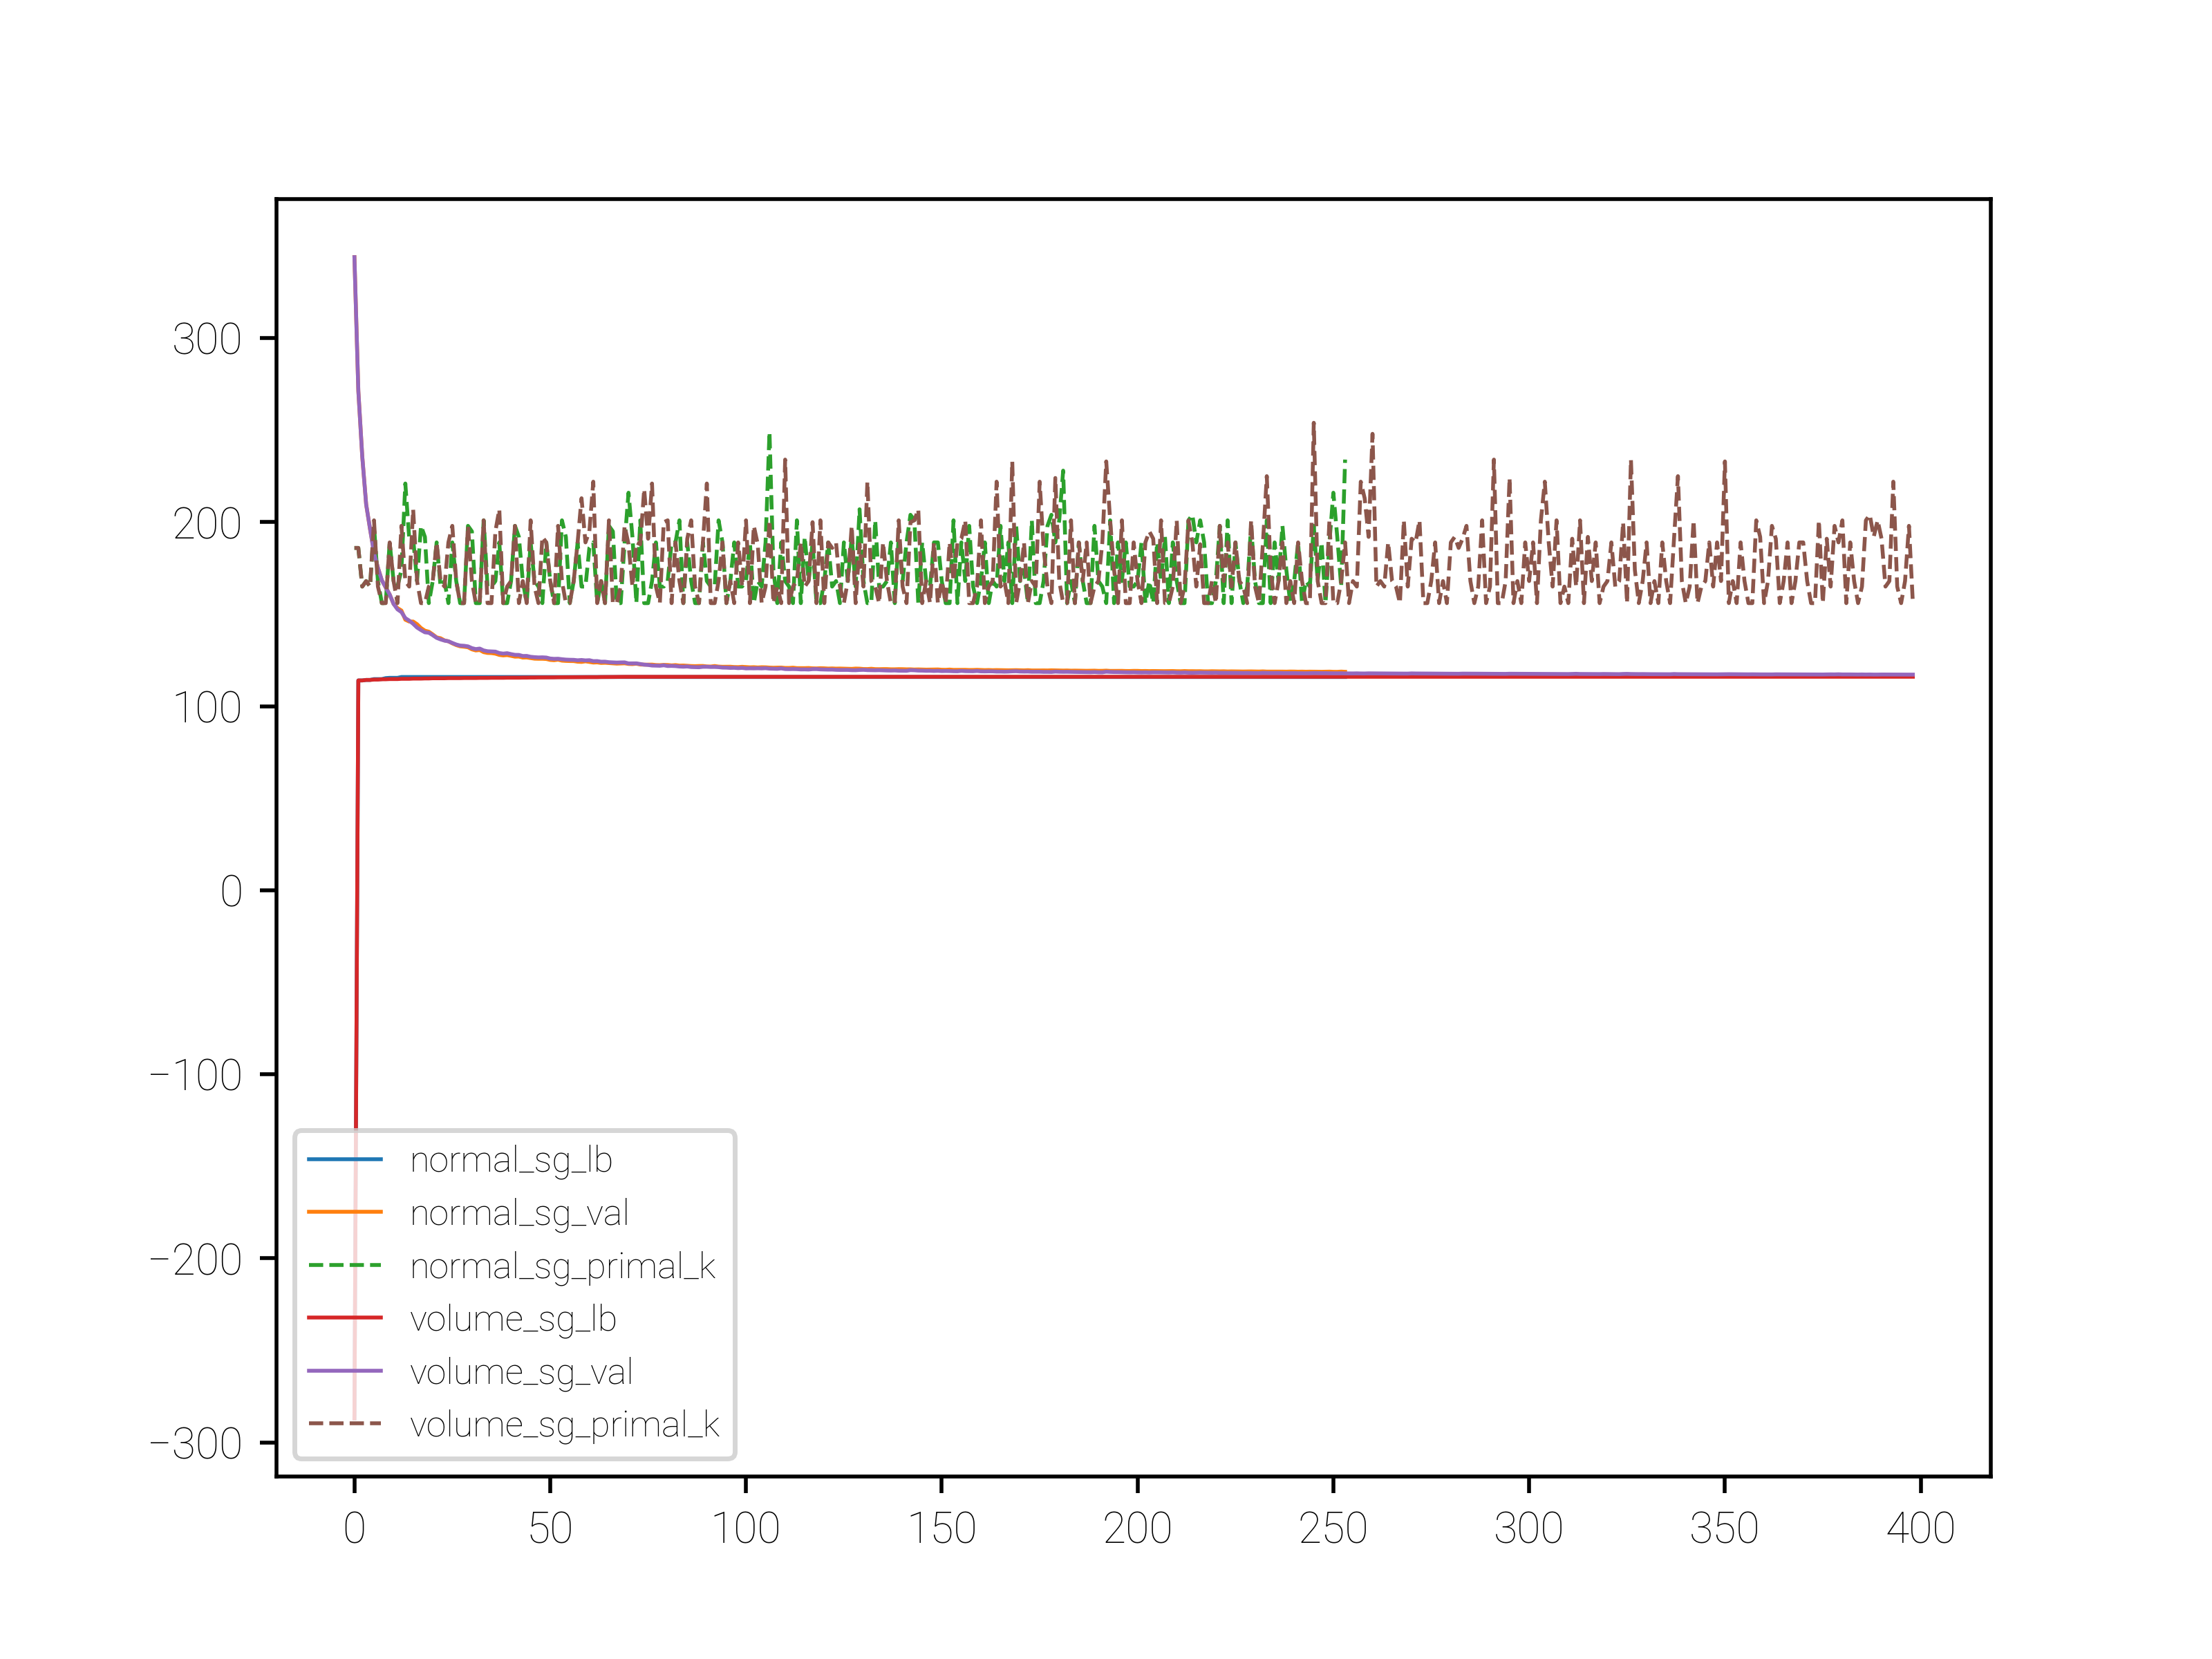 300
200
100
0
−100
−200
−300
normal_sg_lb
normal_sg_val
normal_sg_primal_k
volume_sg_lb
volume_sg_val
volume_sg_primal_k
0 50 100 150 200 250 300 350 400